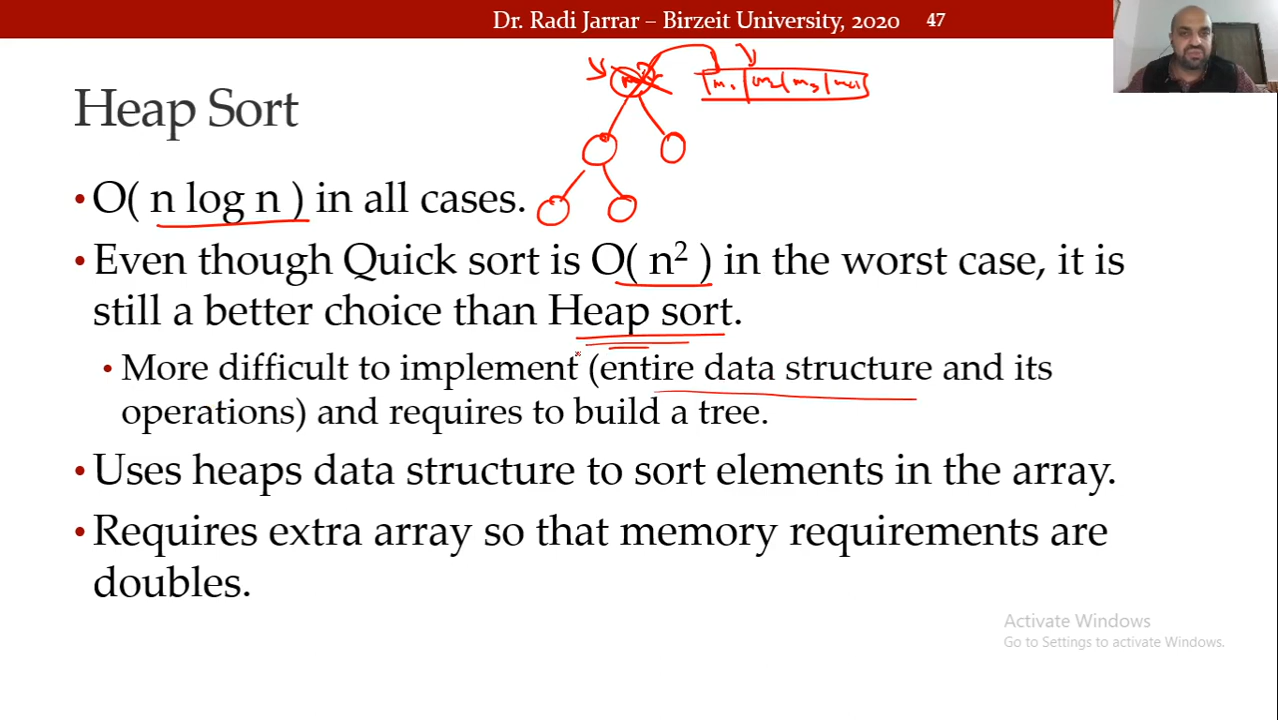 Dr. Radi Jarrar – Birzeit University, 2020 47
Heap Sort
• O( n log n ) in all cases.
• Even though Quick sort is O( n² ) in the worst case, it is
still a better choice than Heap sort.
• More difficult to implement (entire data structure and its
operations) and requires to build a tree.
• Uses heaps data structure to sort elements in the array.
• Requires extra array so that memory requirements are
doubles.
Activate Windows
Go to Settings to activate Windows.